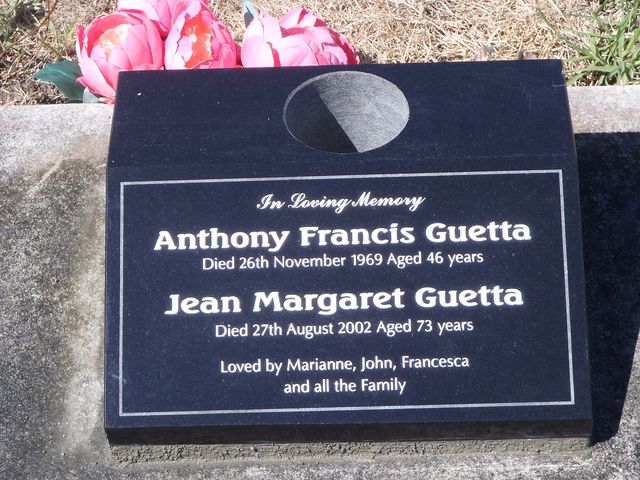 In Loving Memory
Anthony Francis Guetta
Died 26th November 1969 Aged 46 years
Jean Margaret Guetta
Died 27th August 2002 Aged 73 years
Loved by Marianne, John, Francesca
and all the Family